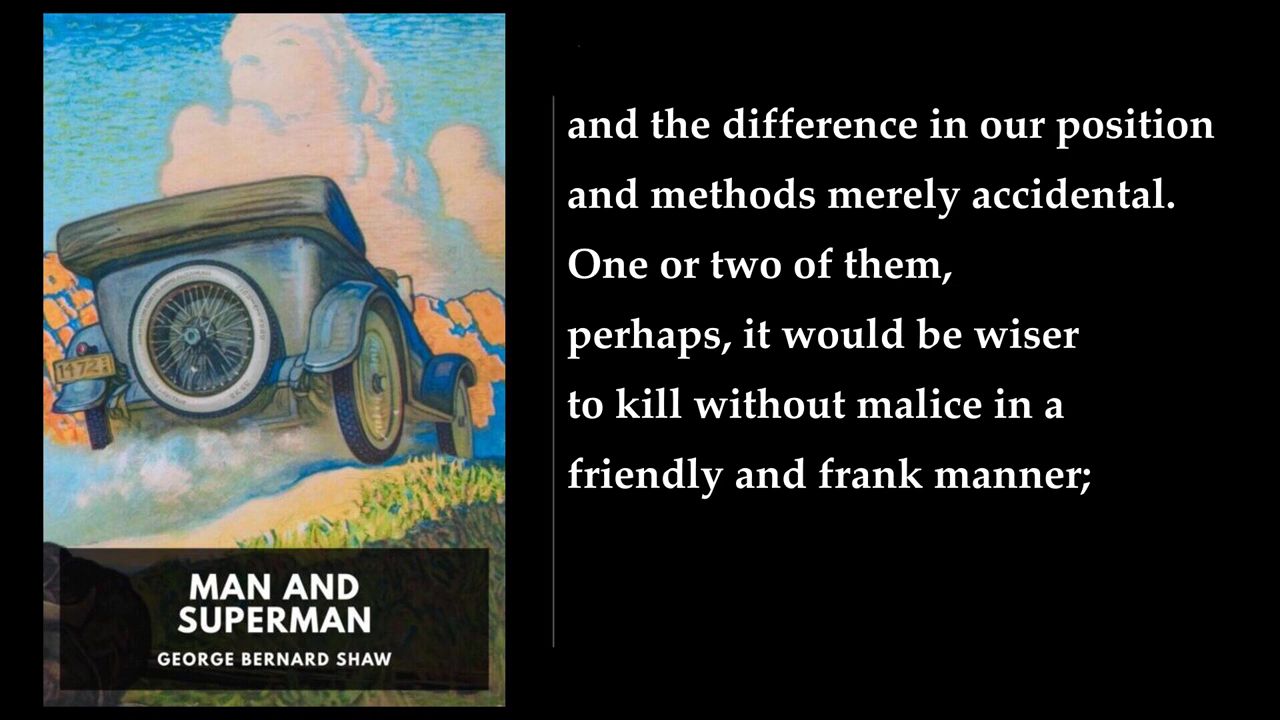 and the difference in our position
and methods merely accidental.
One or two of them,
perhaps, it would be wiser
to kill without malice in a
friendly and frank manner;
1472
MAN AND
SUPERMAN
GEORGE BERNARD SHAW